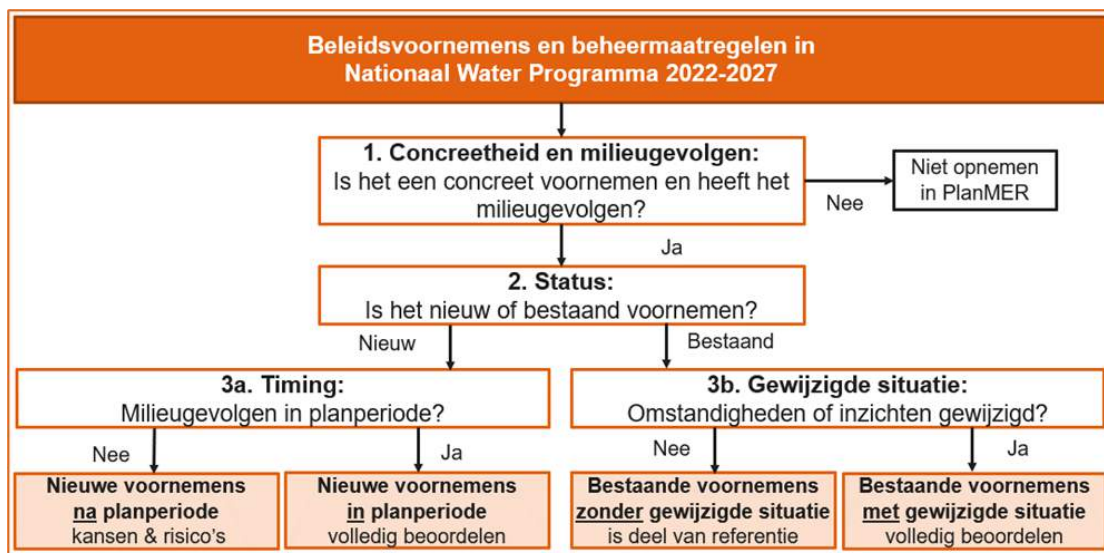 Beleidsvoornemens en beheermaatregelen in
Nationaal Water Programma 2022-2027
1. Concreetheid en milieugevolgen:
Is het een concreet voornemen en heeft het
milieugevolgen?
Nee
Niet opnemen
in PlanMER
Ja
2. Status:
Is het nieuw of bestaand voornemen?
Nieuw
Bestaand
3a. Timing:
Milieugevolgen in planperiode?
3b. Gewijzigde situatie:
Omstandigheden of inzichten gewijzigd?
Nee
Ja
Nee
Ja
Nieuwe voornemens
na planperiode
kansen & risico's
Nieuwe voornemens
in planperiode
volledig beoordelen
Bestaande voornemens
zonder gewijzigde situatie
is deel van referentie
Bestaande voornemens
met gewijzigde situatie
volledig beoordelen